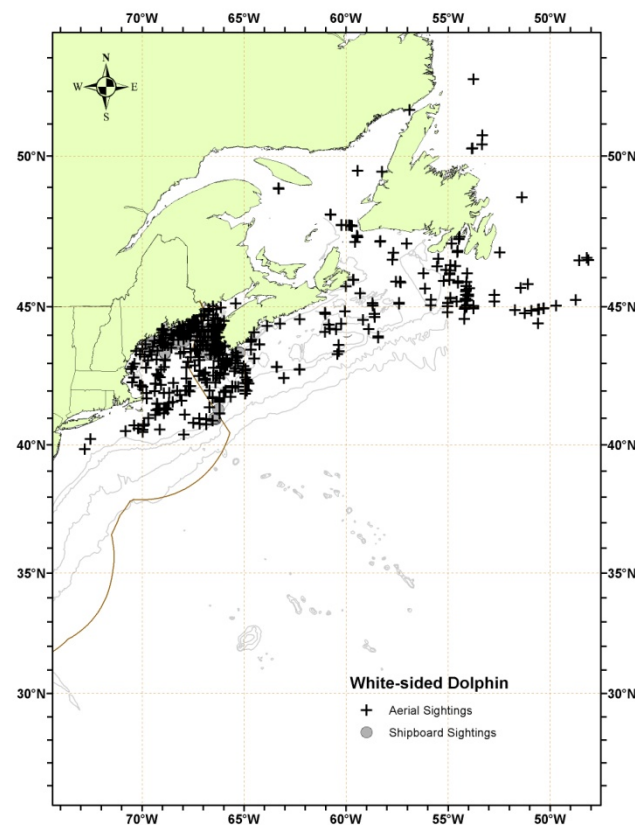 70°W 65°W 60°W 55°W 50°W
N
W E
S
50°N 50°N
45°N 45°N
40°N 40°N
35°N 35°N
30°N 30°N
White-sided Dolphin
Aerial Sightings
Shipboard Sightings
70°W 65°W 60°W 55°W 50°W